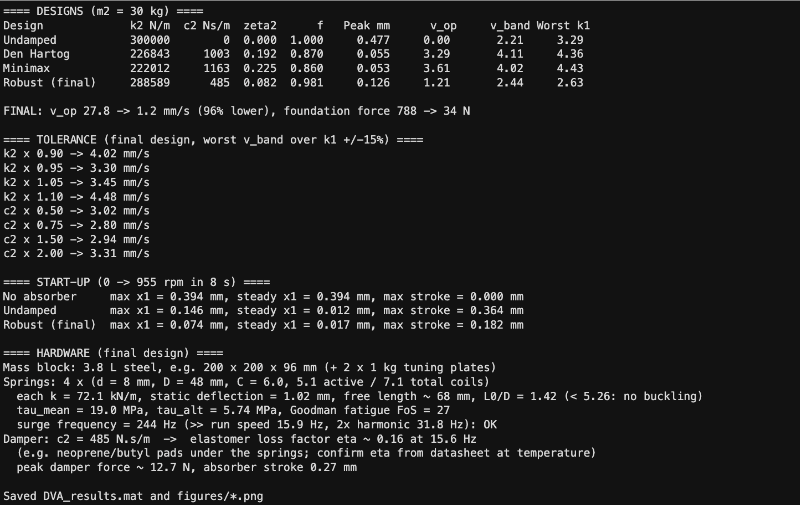 ==== DESIGNS (m2 = 30 kg) ====
Design             k2 N/m  c2 Ns/m  zeta2      f    Peak mm     v_op     v_band Worst k1
Undamped           300000        0  0.000  1.000      0.477     0.00       2.21     3.29
Den Hartog         226843     1003  0.192  0.870      0.055     3.29       4.11     4.36
Minimax            222012     1163  0.225  0.860      0.053     3.61       4.02     4.43
Robust (final)     288589      485  0.082  0.981      0.126     1.21       2.44     2.63

FINAL: v_op 27.8 -> 1.2 mm/s (96% lower), foundation force 788 -> 34 N

==== TOLERANCE (final design, worst v_band over k1 +/-15%) ====
k2 x 0.90 -> 4.02 mm/s
k2 x 0.95 -> 3.30 mm/s
k2 x 1.05 -> 3.45 mm/s
k2 x 1.10 -> 4.48 mm/s
c2 x 0.50 -> 3.02 mm/s
c2 x 0.75 -> 2.80 mm/s
c2 x 1.50 -> 2.94 mm/s
c2 x 2.00 -> 3.31 mm/s

==== START-UP (0 -> 955 rpm in 8 s) ====
No absorber     max x1 = 0.394 mm, steady x1 = 0.394 mm, max stroke = 0.000 mm
Undamped        max x1 = 0.146 mm, steady x1 = 0.012 mm, max stroke = 0.364 mm
Robust (final)  max x1 = 0.074 mm, steady x1 = 0.017 mm, max stroke = 0.182 mm

==== HARDWARE (final design) ====
Mass block: 3.8 L steel, e.g. 200 x 200 x 96 mm (+ 2 x 1 kg tuning plates)
Springs: 4 x (d = 8 mm, D = 48 mm, C = 6.0, 5.1 active / 7.1 total coils)
  each k = 72.1 kN/m, static deflection = 1.02 mm, free length ~ 68 mm, L0/D = 1.42 (< 5.26: no buckling)
  tau_mean = 19.0 MPa, tau_alt = 5.74 MPa, Goodman fatigue FoS = 27
  surge frequency = 244 Hz (>> run speed 15.9 Hz, 2x harmonic 31.8 Hz): OK
Damper: c2 = 485 N.s/m  ->  elastomer loss factor eta ~ 0.16 at 15.6 Hz
  (e.g. neoprene/butyl pads under the springs; confirm eta from datasheet at temperature)
  peak damper force ~ 12.7 N, absorber stroke 0.27 mm

Saved DVA_results.mat and figures/*.png